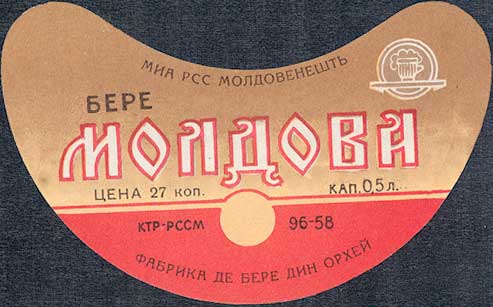 МИА РСС МОЛДОВЕНЕШТЬ
БЕРЕ
МОЛДОВА
ЦЕНА 27 КОП. КАП. 0,5 Л.
КТР-РССМ 96-58
ФАБРИКА ДЕ БЕРЕ ДИН ОРХЕЙ